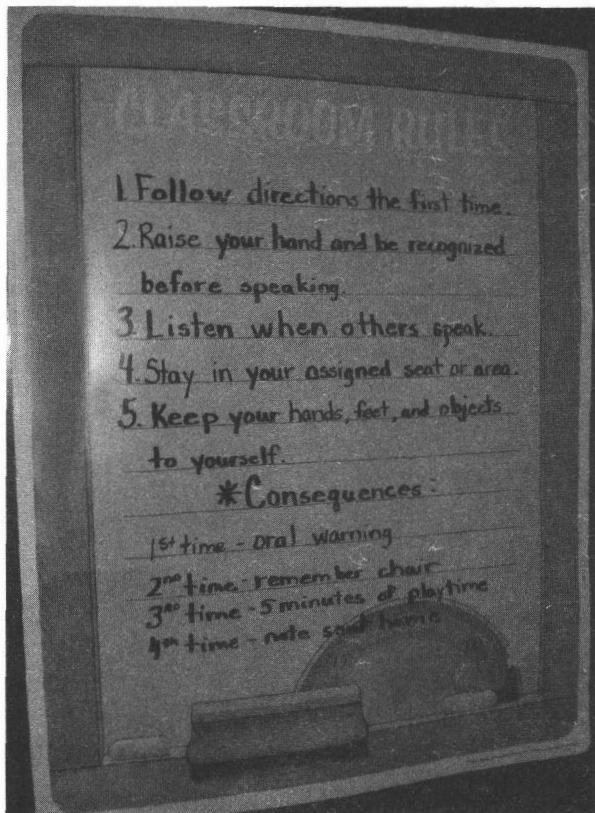 CLASSROOM RULES
1. Follow directions the first time.
2. Raise your hand and be recognized
before speaking.
3. Listen when others speak.
4. Stay in your assigned seat or area.
5. Keep your hands, feet, and objects
to yourself.
*Consequences:
1st time - oral warning
2nd time - remember chair
3rd time - 5 minutes of playtime
4th time - note sent home